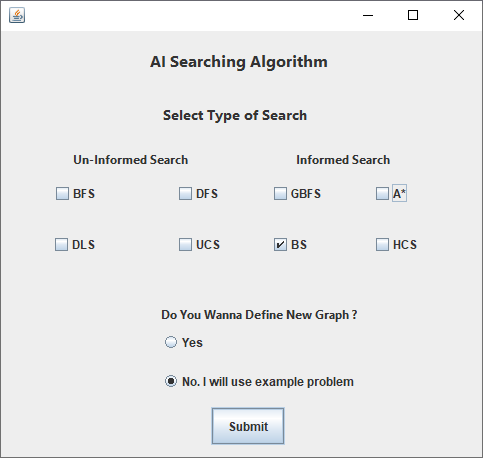 AI Searching Algorithm
Select Type of Search
Un-Informed Search Informed Search
BFS DFS GBFS A*
DLS UCS BS HCS
Do You Wanna Define New Graph ?
Yes
No. I will use example problem
Submit